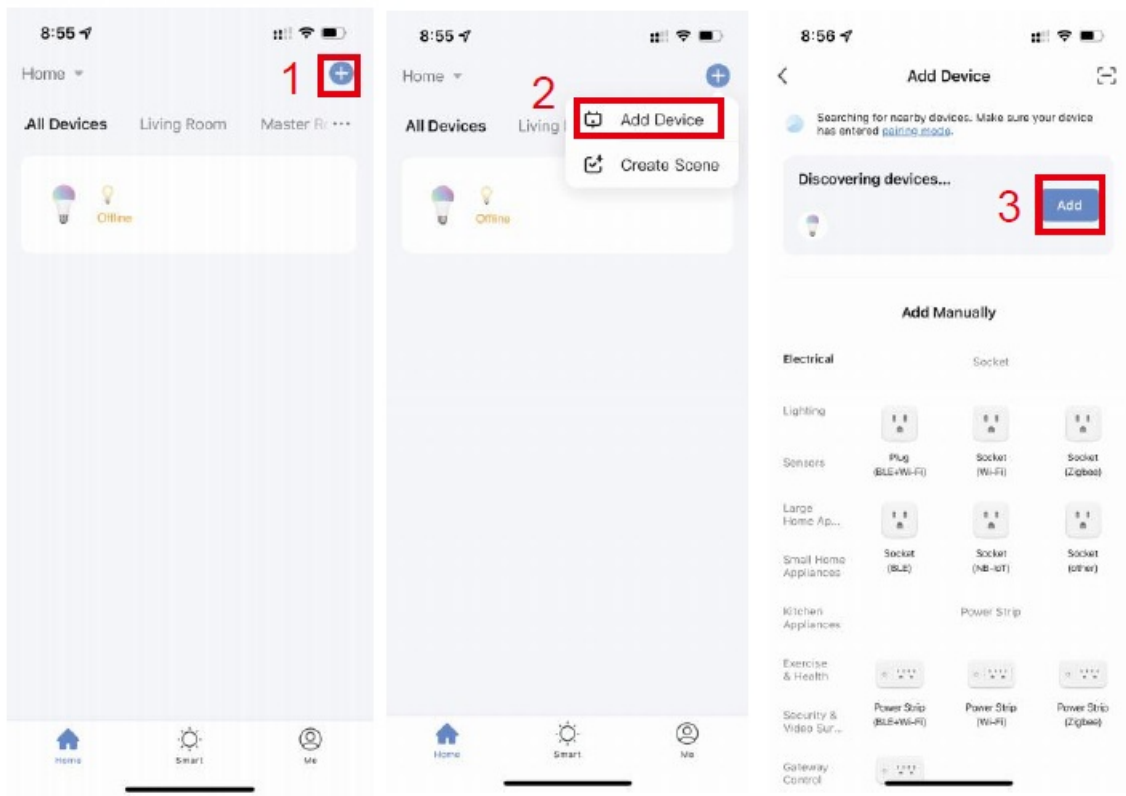 8:55
Home
1
All Devices Living Room Master Rr ...
Offline
Home Smart Me
8:55
Home
2
Add Device
All Devices Living
Create Scene
Offline
Home Smart Me
8:56
Add Device
Searching for nearby devices. Make sure your device
has entered pairing mode.
Discovering devices...
3
Add
Add Manually
Electrical
Socket
Lighting
Sensors
Plug
(BLE+Wi-Fi)
Socket
(Wi-Fi)
Socket
(Zigbee)
Large
Home Ap...
Small Home
Appliances
Socket
(BLE)
Socket
(NB-IoT)
Socket
(other)
Kitchen
Appliances
Power Strip
Exercise
& Health
Security &
Video Sur...
Power Strip
(BLE+Wi-Fi)
Power Strip
(Wi-Fi)
Power Strip
(Zigbee)
Gateway
Control